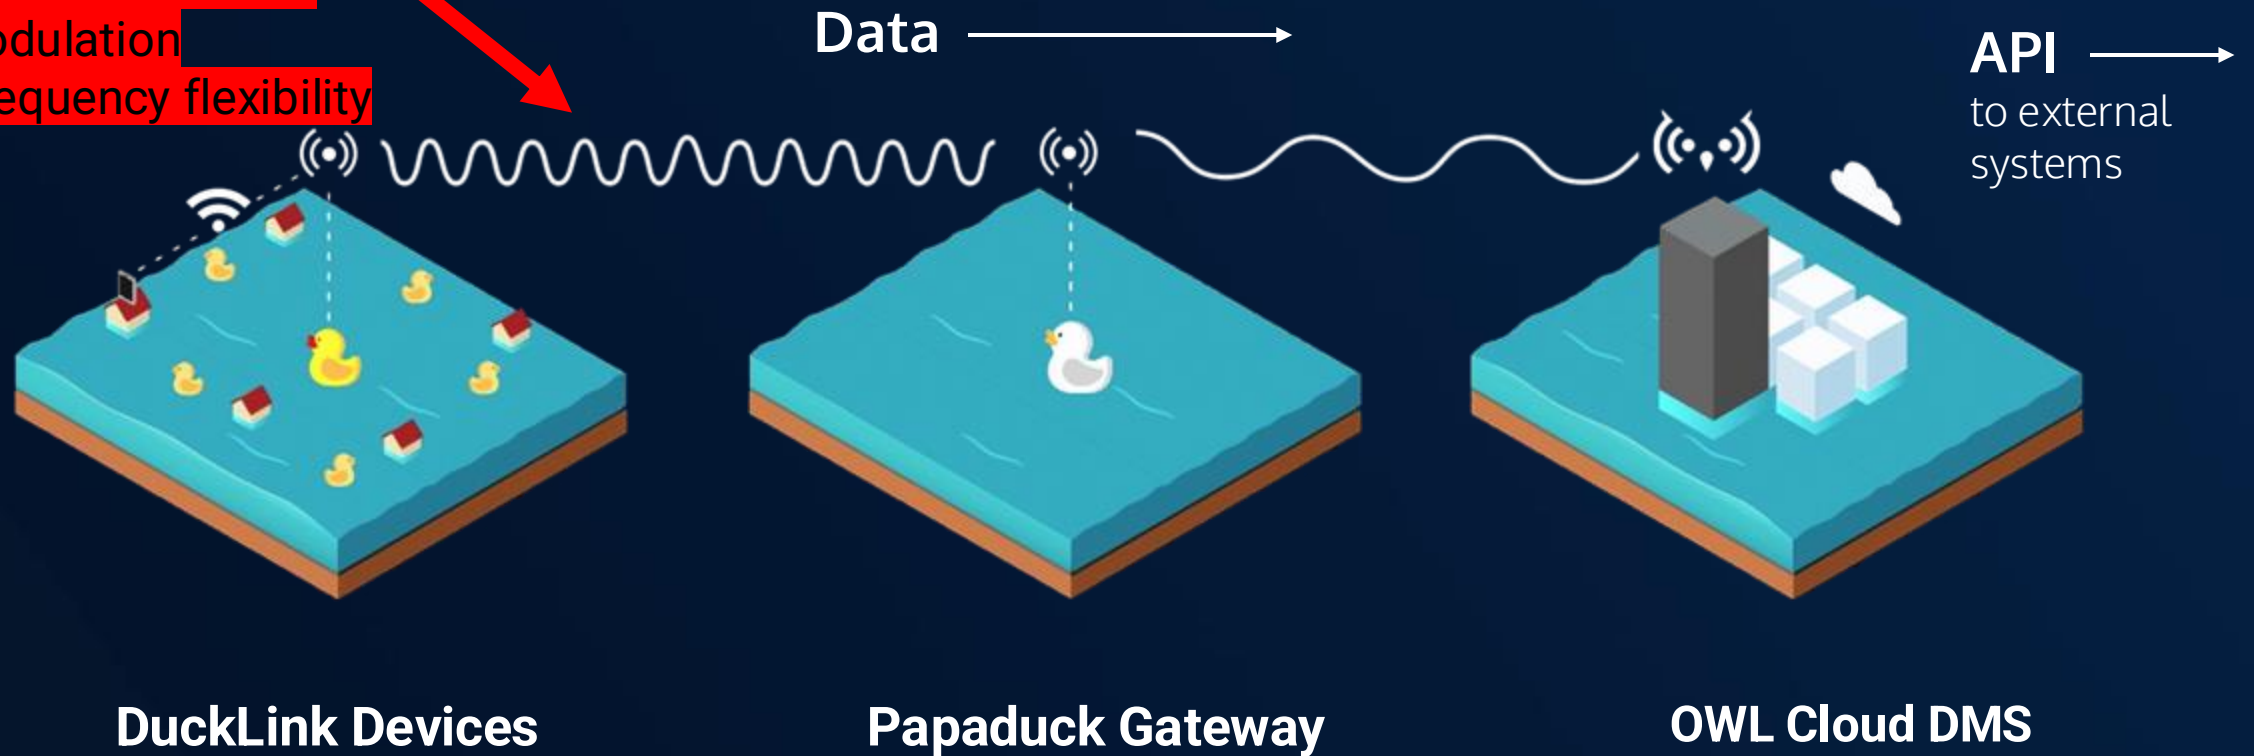 Data
API
to external
systems
odulation
equency flexibility
DuckLink Devices
Papaduck Gateway
OWL Cloud DMS